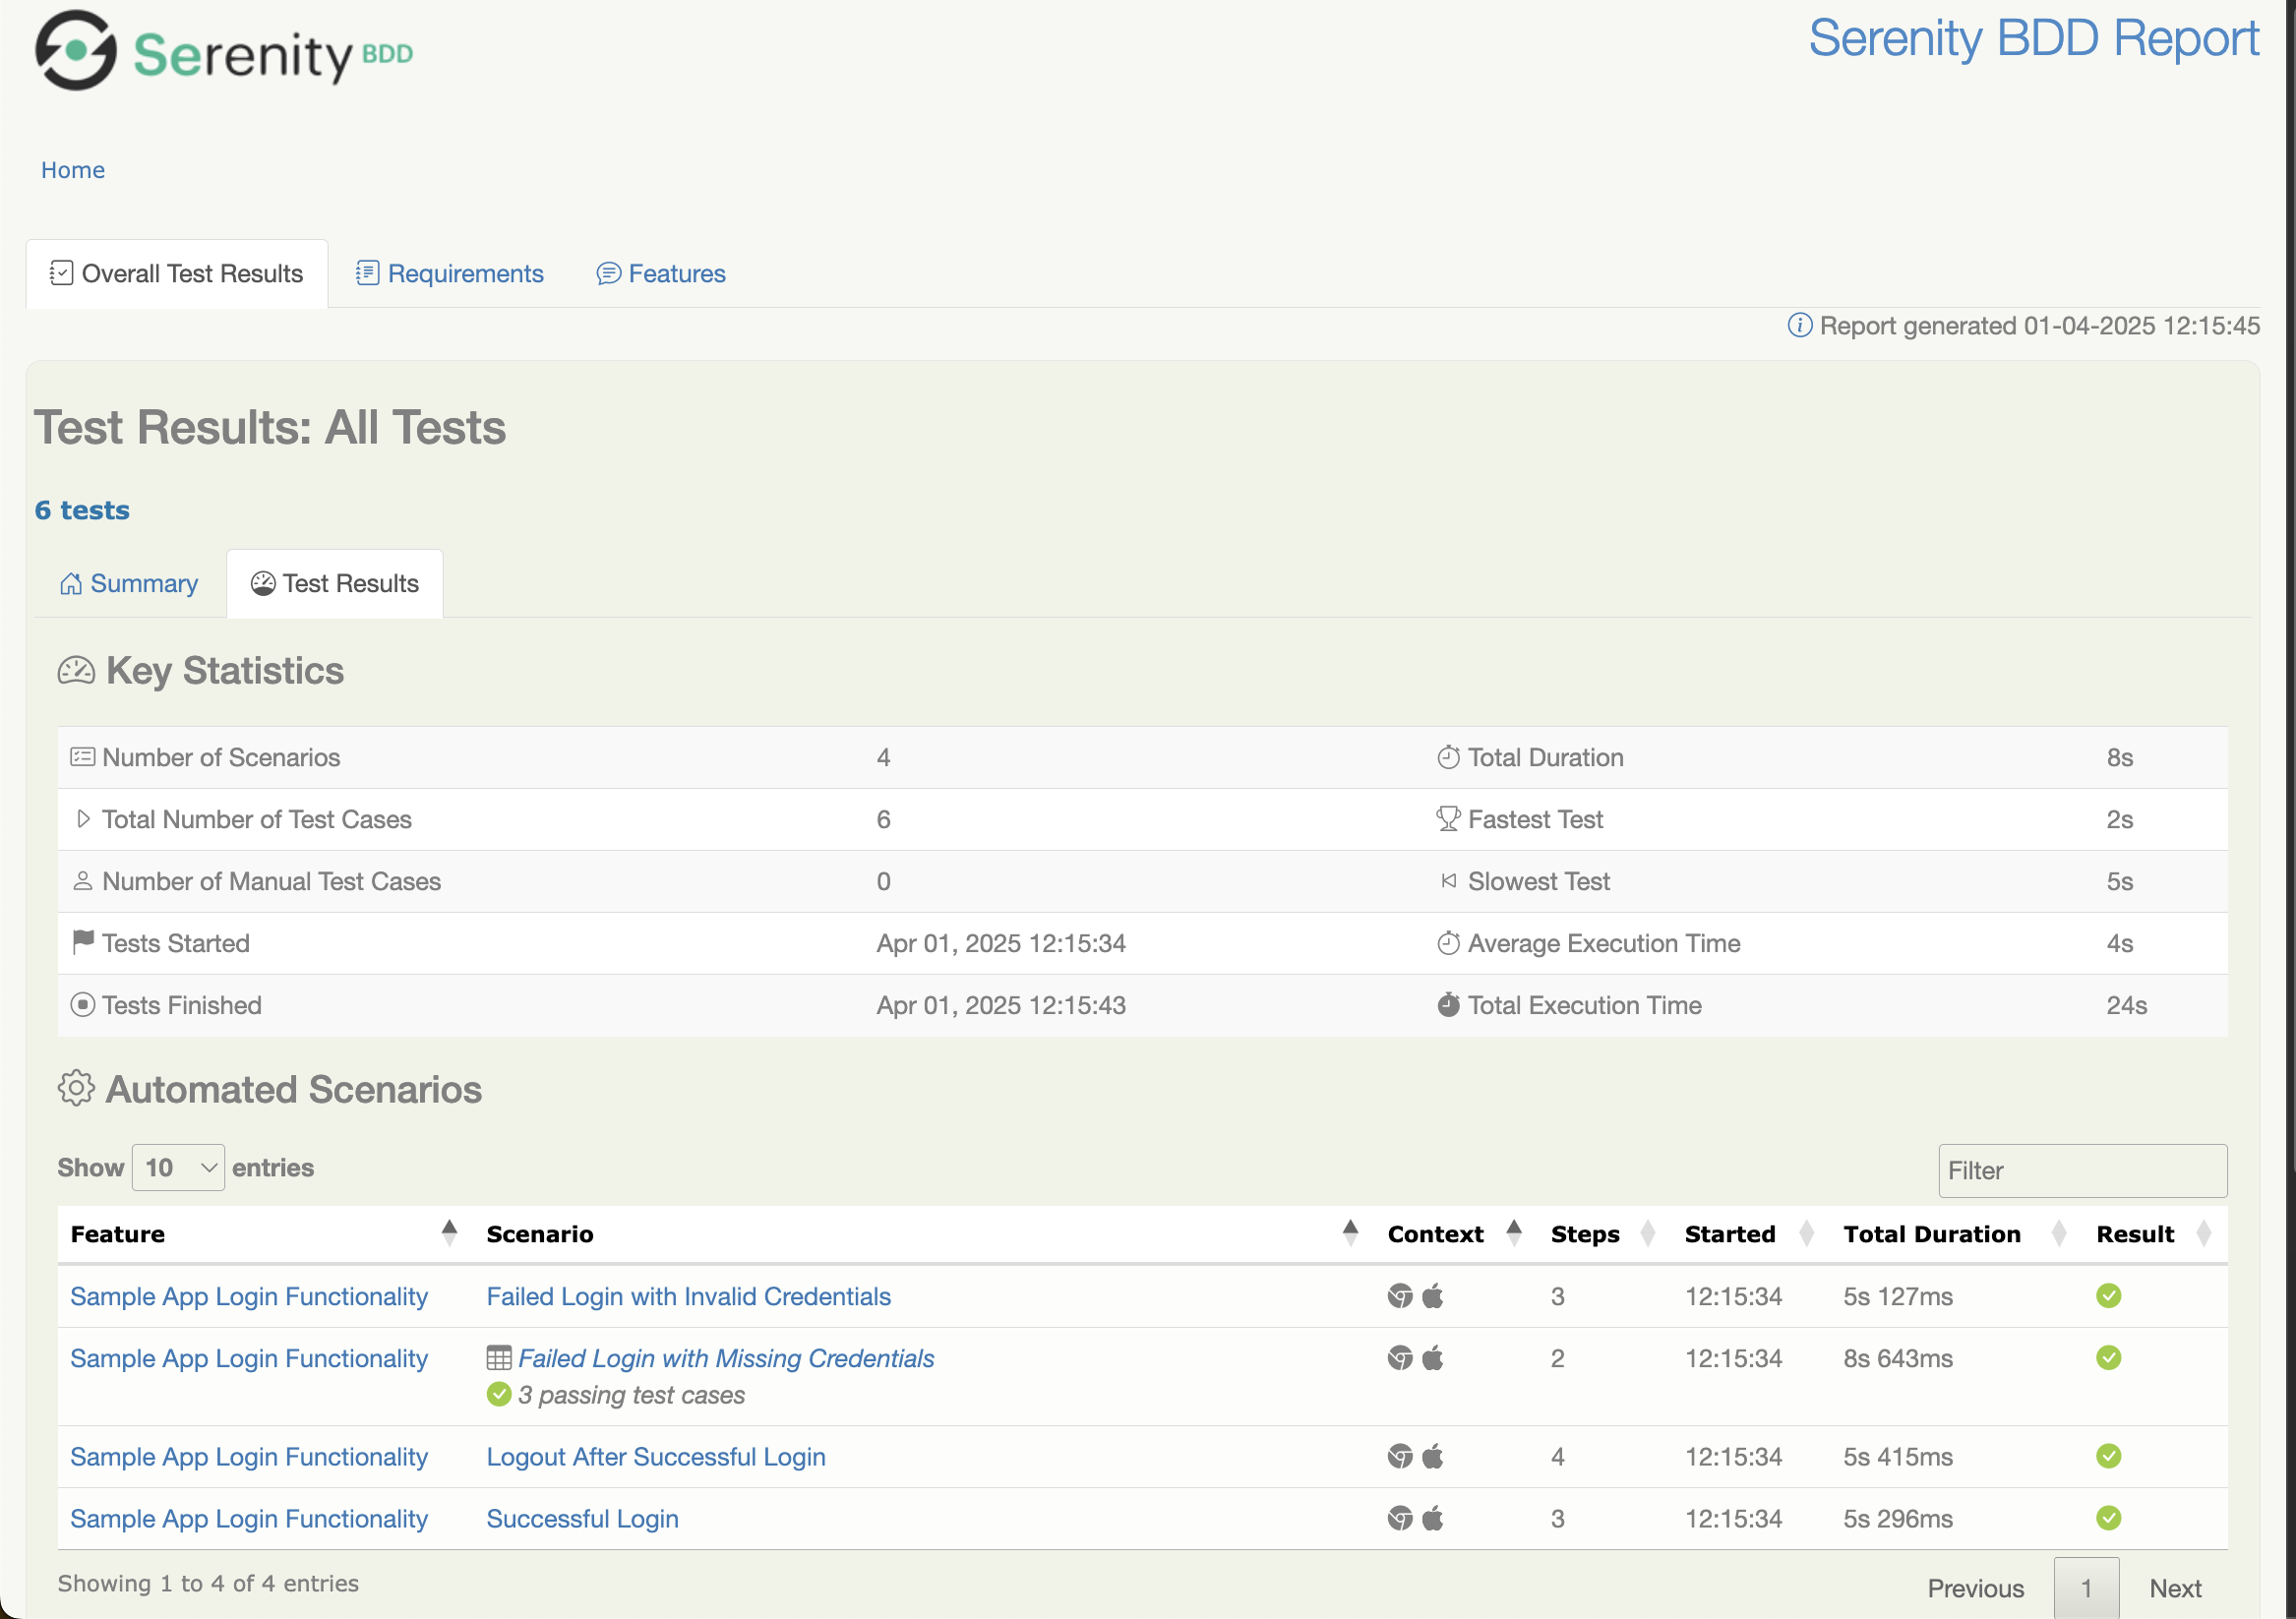 Serenity BDD
Serenity BDD Report
Home
Overall Test Results Requirements Features
Report generated 01-04-2025 12:15:45
Test Results: All Tests
6 tests
Summary Test Results
Key Statistics
Number of Scenarios 4 Total Duration 8s
Total Number of Test Cases 6 Fastest Test 2s
Number of Manual Test Cases 0 Slowest Test 5s
Tests Started Apr 01, 2025 12:15:34 Average Execution Time 4s
Tests Finished Apr 01, 2025 12:15:43 Total Execution Time 24s
Automated Scenarios
Show 10 entries Filter
Feature Scenario Context Steps Started Total Duration Result
Sample App Login Functionality Failed Login with Invalid Credentials 3 12:15:34 5s 127ms
Sample App Login Functionality Failed Login with Missing Credentials 2 12:15:34 8s 643ms
3 passing test cases
Sample App Login Functionality Logout After Successful Login 4 12:15:34 5s 415ms
Sample App Login Functionality Successful Login 3 12:15:34 5s 296ms
Showing 1 to 4 of 4 entries Previous 1 Next